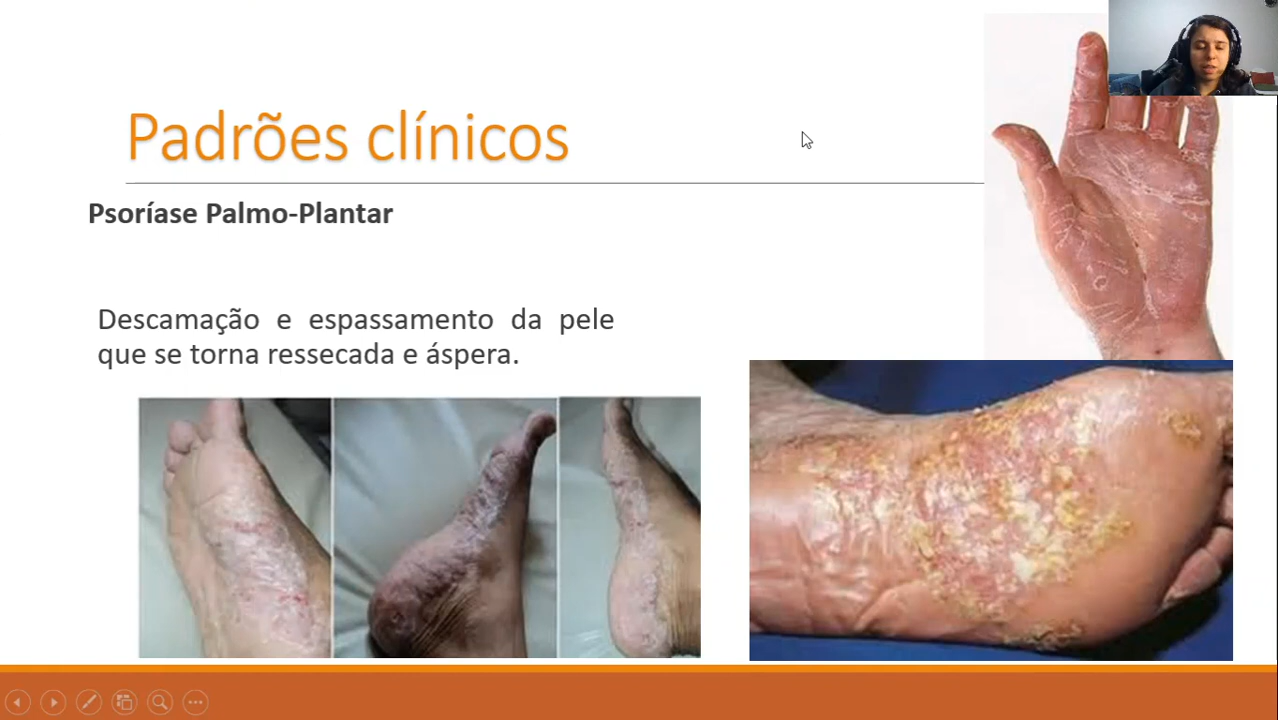 Padrões clínicos
Psoríase Palmo-Plantar
Descamação e espassamento da pele
que se torna ressecada e áspera.